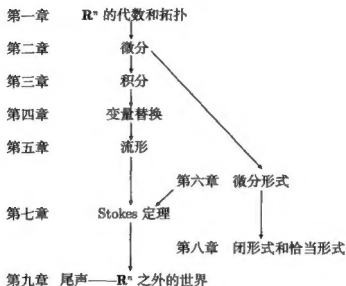 第一章 Rⁿ 的代数和拓扑
第二章 微分
第三章 积分
第四章 变量替换
第五章 流形
第六章 微分形式
第七章 Stokes 定理
第八章 闭形式和恰当形式
第九章 尾声——Rⁿ 之外的世界